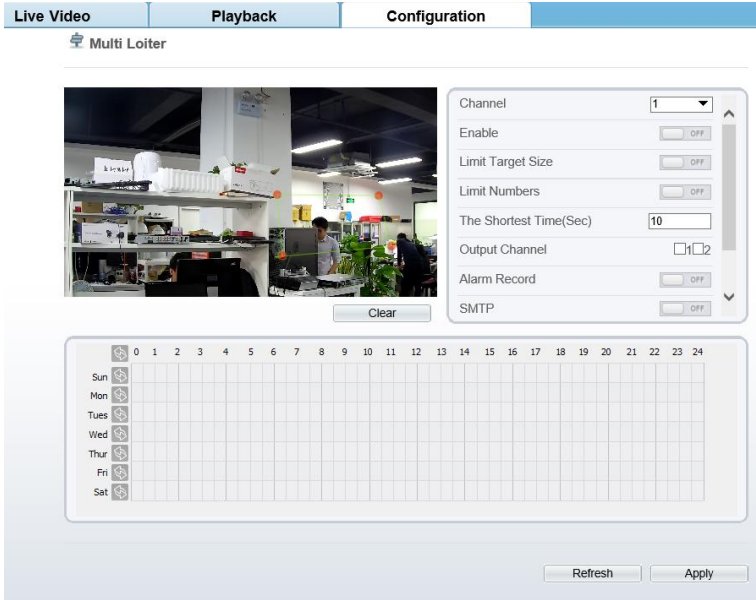 Live Video Playback Configuration
Multi Loiter
Channel 1
Enable OFF
Limit Target Size OFF
Limit Numbers OFF
The Shortest Time(Sec) 10
Output Channel 1 2
Alarm Record OFF
SMTP OFF
Clear
0 1 2 3 4 5 6 7 8 9 10 11 12 13 14 15 16 17 18 19 20 21 22 23 24
Sun
Mon
Tues
Wed
Thur
Fri
Sat
Refresh Apply